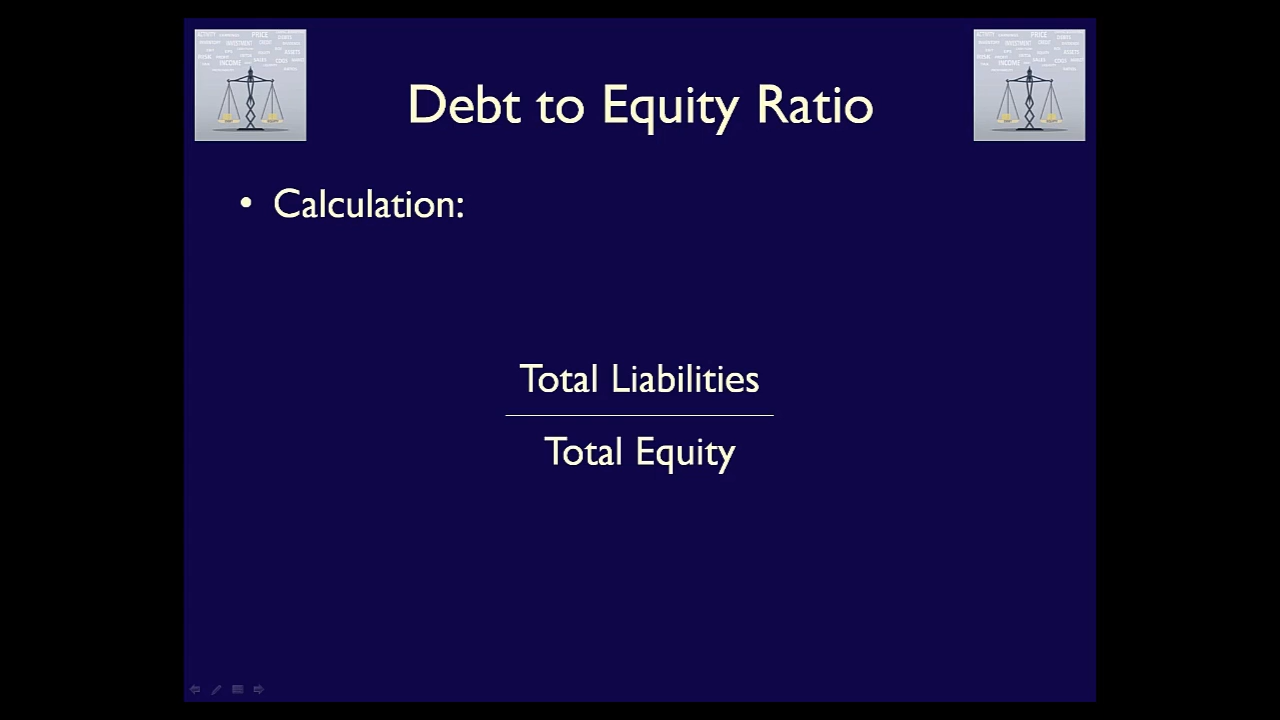 Debt to Equity Ratio
• Calculation:
Total Liabilities
Total Equity